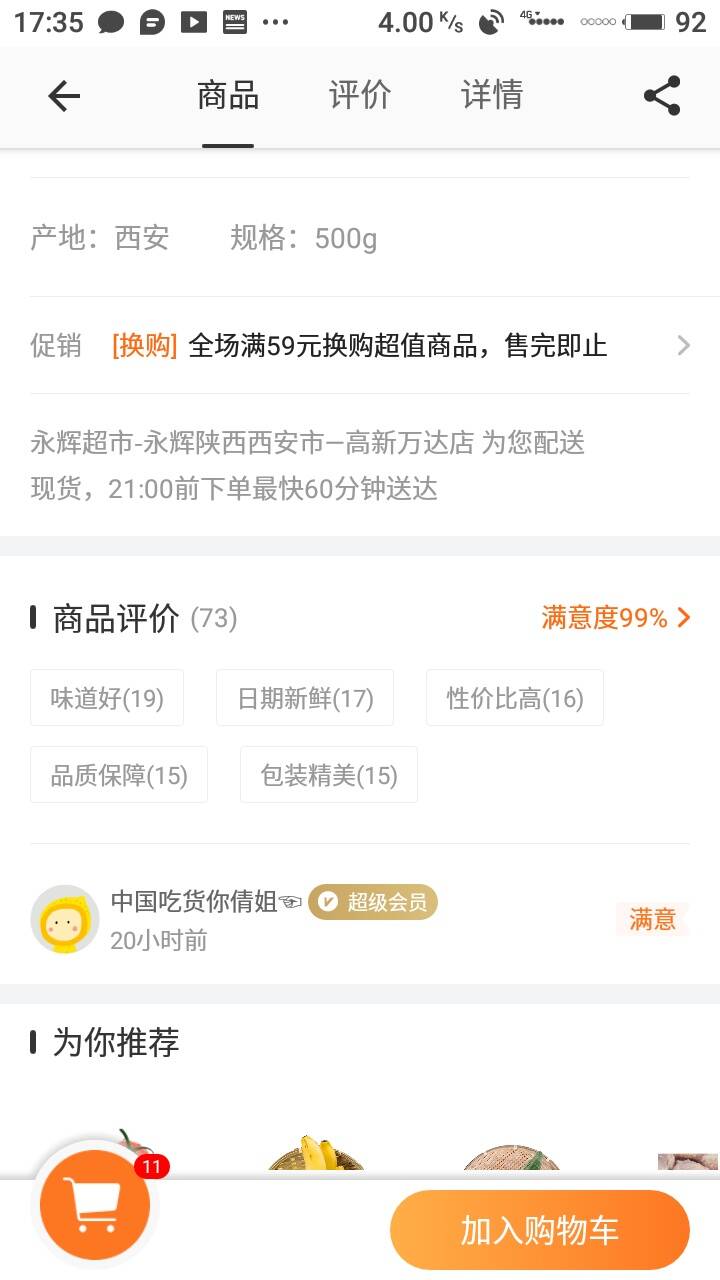 17:35 NEWS 4.00 K/s 4G 92
商品 评价 详情
产地：西安 规格：500g
促销 [换购] 全场满59元换购超值商品，售完即止
永辉超市-永辉陕西西安市—高新万达店 为您配送
现货，21:00前下单最快60分钟送达
商品评价 (73) 满意度99%
味道好(19) 日期新鲜(17) 性价比高(16)
品质保障(15) 包装精美(15)
中国吃货你倩姐☜ 超级会员
20小时前
满意
为你推荐
11
加入购物车